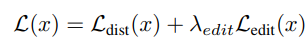 ℒ(x) = ℒ_dist(x) + λ_edit ℒ_edit(x)